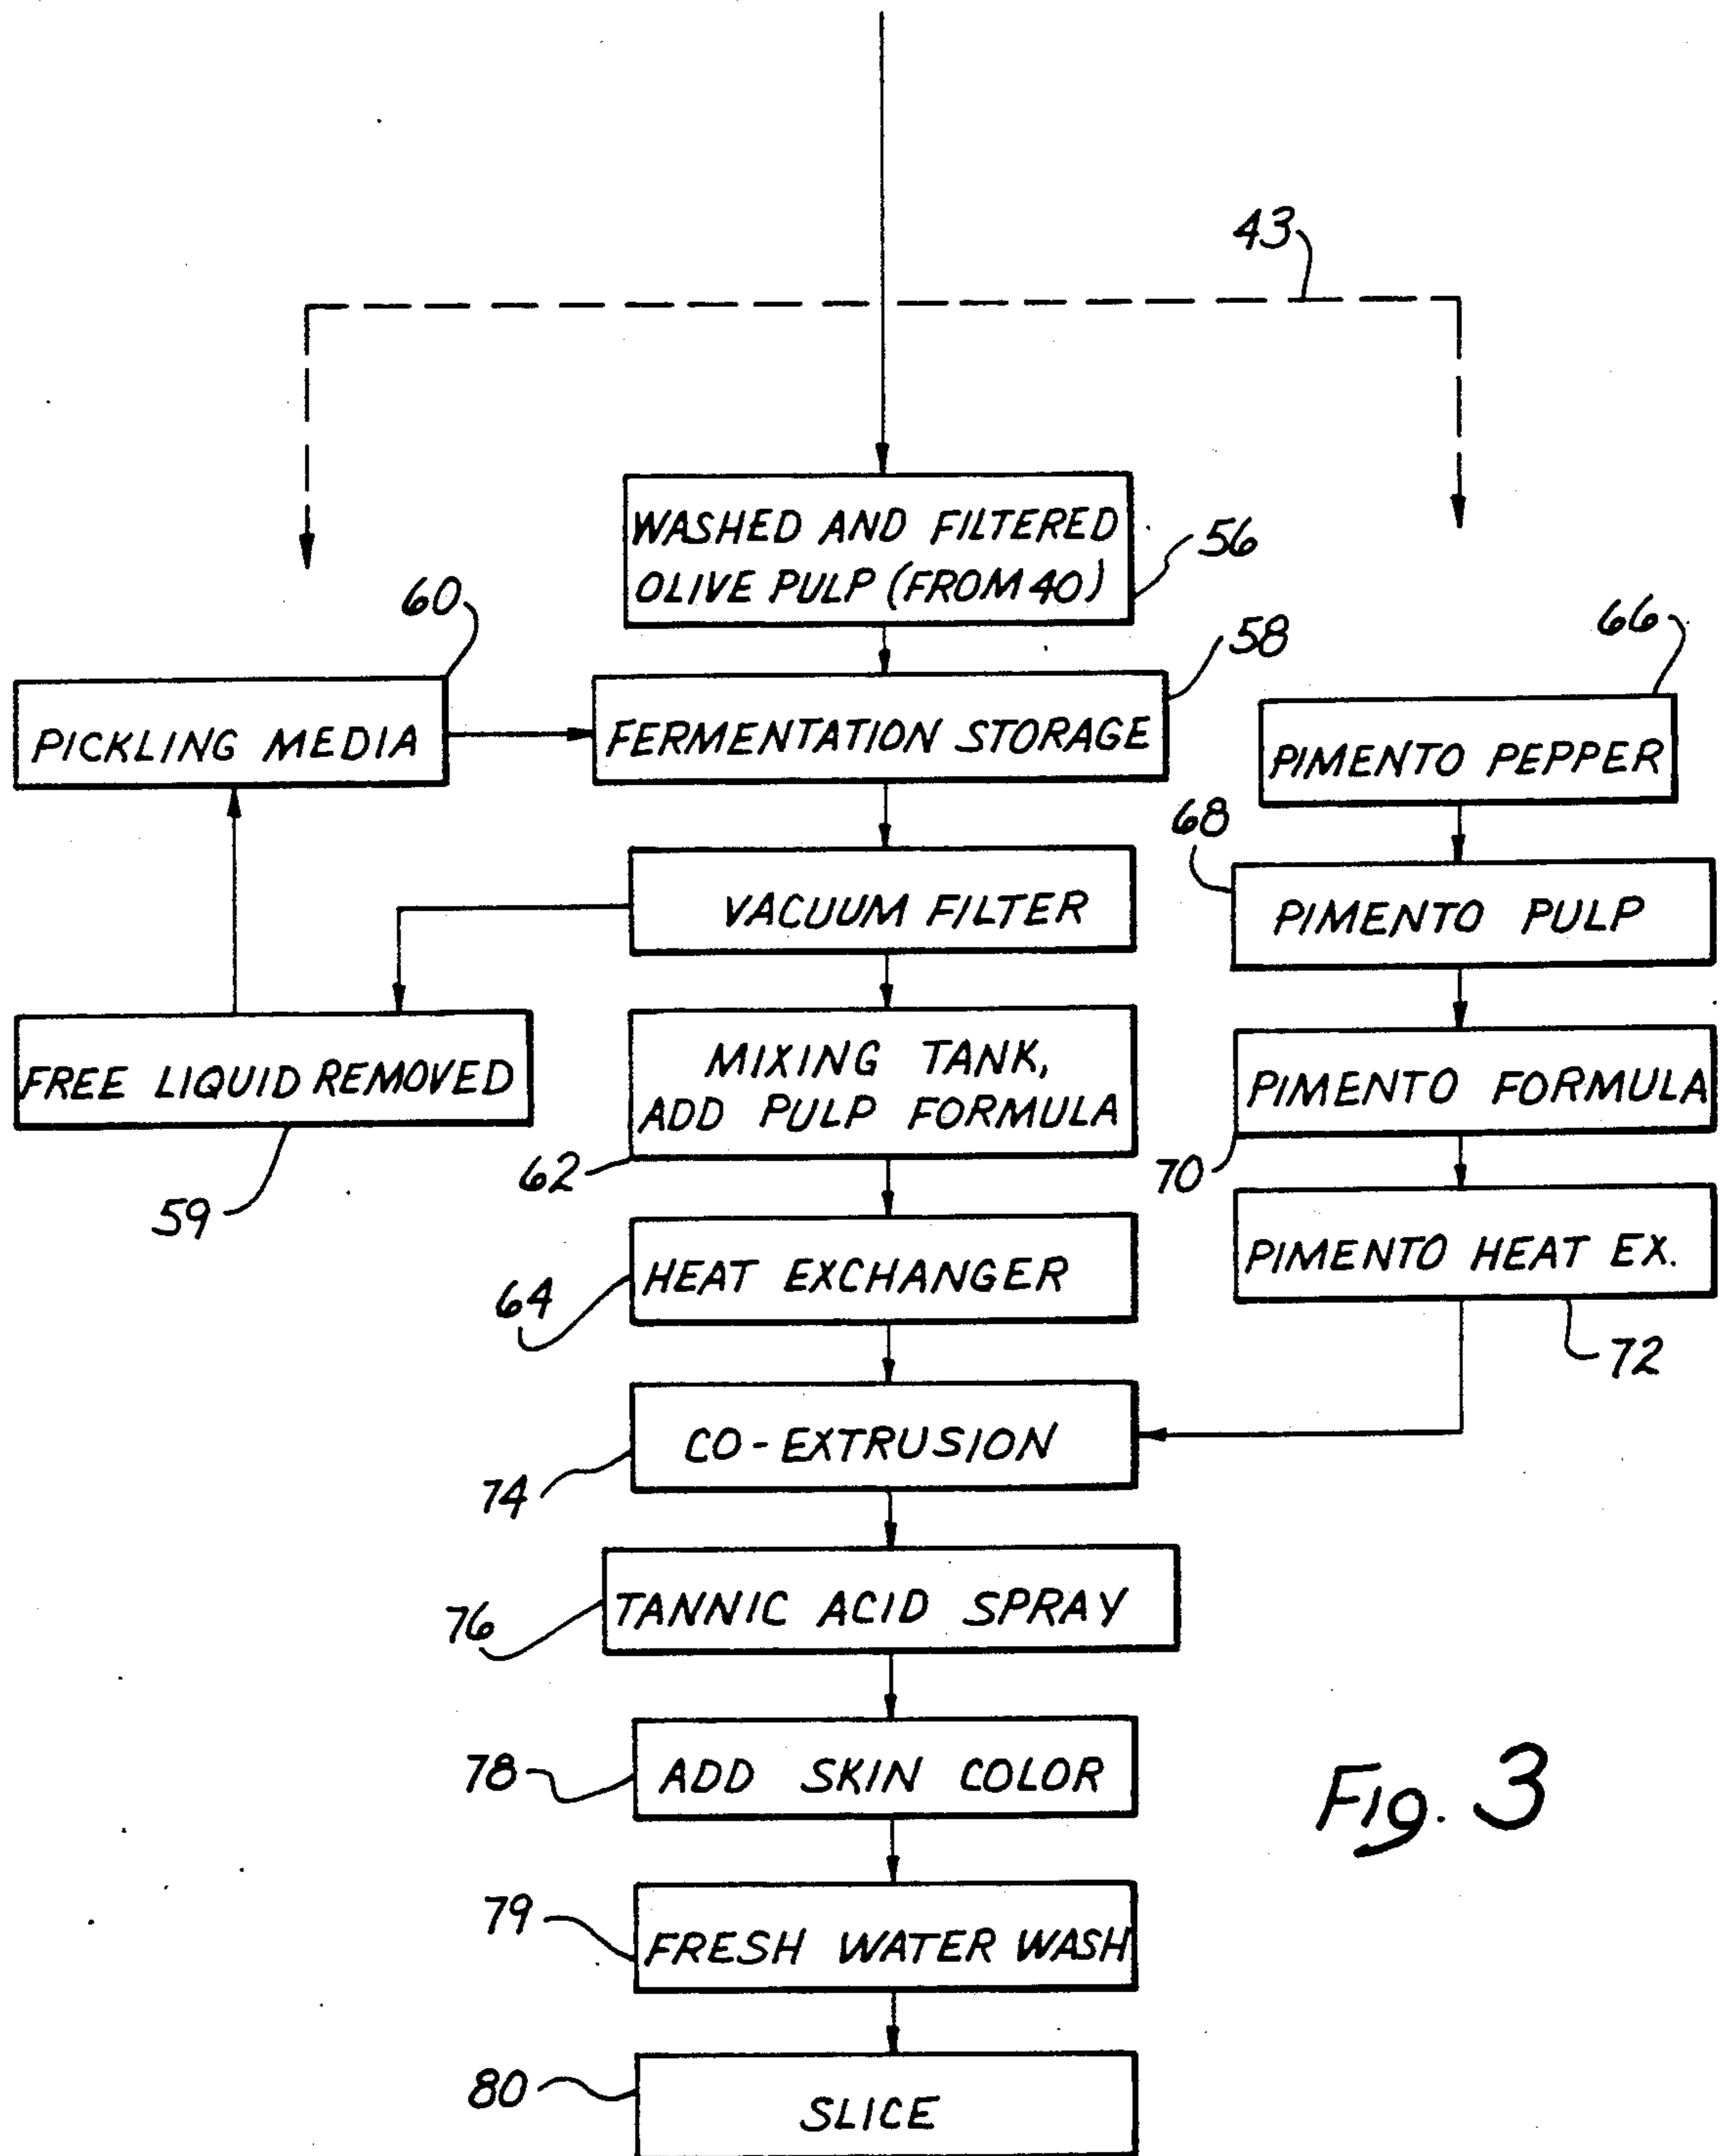 43
WASHED AND FILTERED
OLIVE PULP (FROM 40)
56
60
PICKLING MEDIA
58
FERMENTATION STORAGE
66
PIMENTO PEPPER
VACUUM FILTER
68
PIMENTO PULP
FREE LIQUID REMOVED
59
MIXING TANK,
ADD PULP FORMULA
62
PIMENTO FORMULA
70
HEAT EXCHANGER
64
PIMENTO HEAT EX.
72
CO-EXTRUSION
74
TANNIC ACID SPRAY
76
ADD SKIN COLOR
78
FRESH WATER WASH
79
SLICE
80
Fig. 3